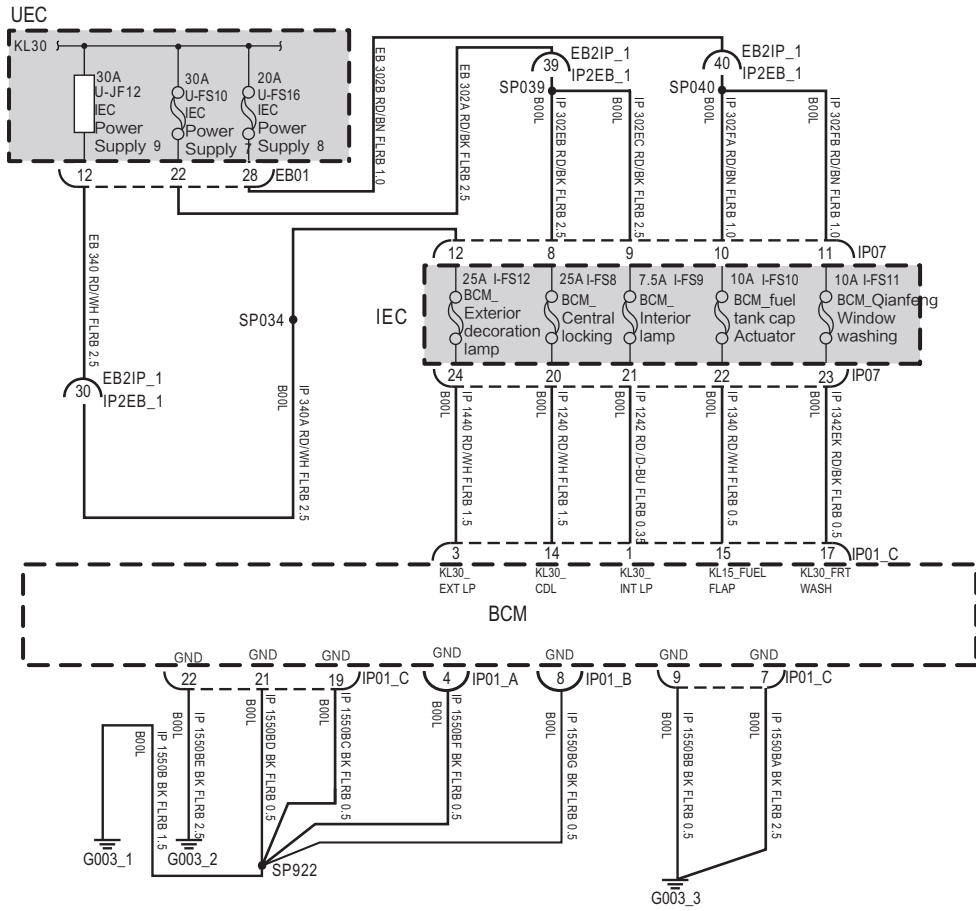 UEC
KL30
30A
U-JF12
IEC
Power
Supply 9
30A
U-FS10
IEC
Power
Supply 7
20A
U-FS16
IEC
Power
Supply 8
12
22
28
EB01
EB 302B RD/BN FLRB 1.0
EB 302A RD/BK FLRB 2.5
39
EB2IP_1
IP2EB_1
SP039
40
EB2IP_1
IP2EB_1
SP040
B00L
IP 302EB RD/BK FLRB 2.5
B00L
IP 302EC RD/BK FLRB 2.5
B00L
IP 302FA RD/BN FLRB 1.0
B00L
IP 302FB RD/BN FLRB 1.0
EB 340 RD/WH FLRB 2.5
30
EB2IP_1
IP2EB_1
SP034
B00L
IP 340A RD/WH FLRB 2.5
12
8
9
10
11
IP07
IEC
25A I-FS12
BCM_
Exterior
decoration
lamp
25A I-FS8
BCM_
Central
locking
7.5A I-FS9
BCM_
Interior
lamp
10A I-FS10
BCM_fuel
tank cap
Actuator
10A I-FS11
BCM_Qianfeng
Window
washing
24
20
21
22
23
IP07
B00L
IP 1440 RD/WH FLRB 1.5
B00L
IP 1240 RD/WH FLRB 1.5
B00L
IP 1242 RD/D-BU FLRB 0.35
B00L
IP 1340 RD/WH FLRB 0.5
B00L
IP 1342EK RD/BK FLRB 0.5
3
14
1
15
17
IP01_C
KL30_
EXT LP
KL30_
CDL
KL30_
INT LP
KL15_FUEL
FLAP
KL30_FRT
WASH
BCM
GND
GND
GND
GND
GND
GND
GND
22
21
19
IP01_C
4
IP01_A
8
IP01_B
9
7
IP01_C
B00L
IP 1550B BK FLRB 1.5
B00L
IP 1550BE BK FLRB 2.5
B00L
IP 1550BD BK FLRB 0.5
B00L
IP 1550BC BK FLRB 0.5
B00L
IP 1550BF BK FLRB 0.5
B00L
IP 1550BG BK FLRB 0.5
B00L
IP 1550BB BK FLRB 0.5
B00L
IP 1550BA BK FLRB 2.5
G003_1
G003_2
SP922
G003_3